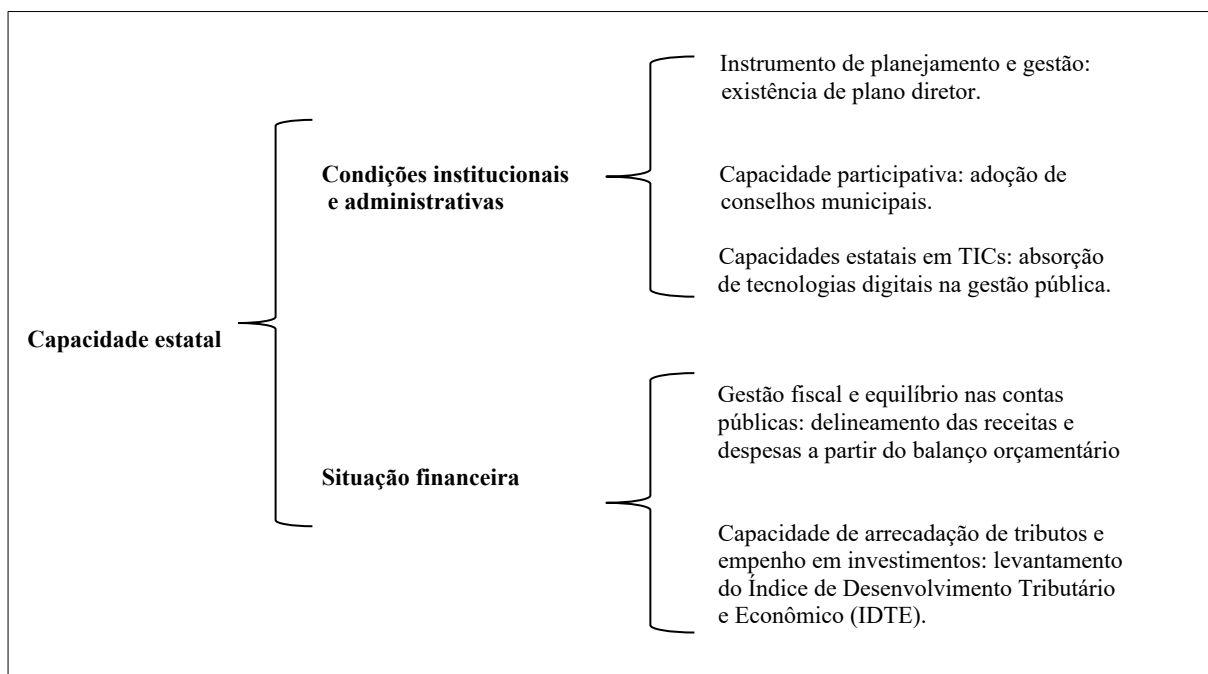 Capacidade estatal
Condições institucionais
e administrativas
Instrumento de planejamento e gestão:
existência de plano diretor.
Capacidade participativa: adoção de
conselhos municipais.
Capacidades estatais em TICs: absorção
de tecnologias digitais na gestão pública.
Situação financeira
Gestão fiscal e equilíbrio nas contas
públicas: delineamento das receitas e
despesas a partir do balanço orçamentário
Capacidade de arrecadação de tributos e
empenho em investimentos: levantamento
do Índice de Desenvolvimento Tributário
e Econômico (IDTE).